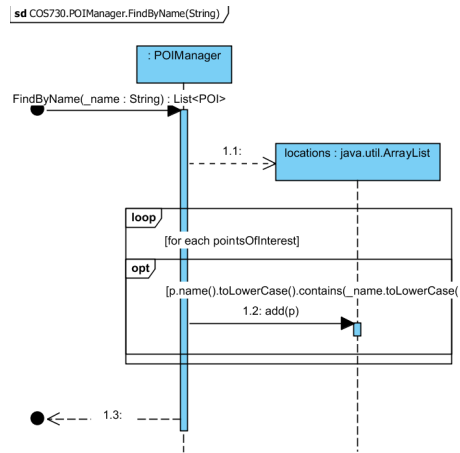 sd COS730.POIManager.FindByName(String)
: POIManager
FindByName(_name : String) : List<POI>
1.1:
locations : java.util.ArrayList
loop
[for each pointsOfInterest]
opt
[p.name().toLowerCase().contains(_name.toLowerCase(
1.2: add(p)
1.3: